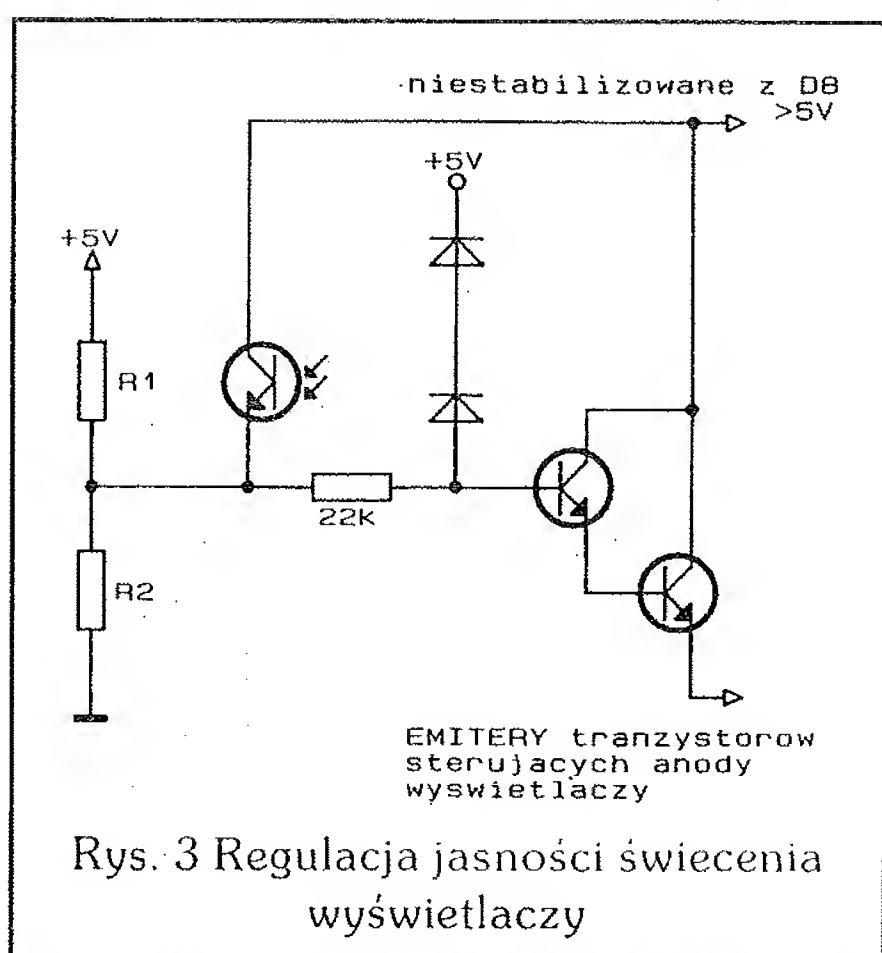 niestabilizowane z D8
>5V
+5V
+5V
R1
22K
R2
EMITERY tranzystorow
sterujacych anody
wyswietlaczy
Rys. 3 Regulacja jasności świecenia
wyświetlaczy